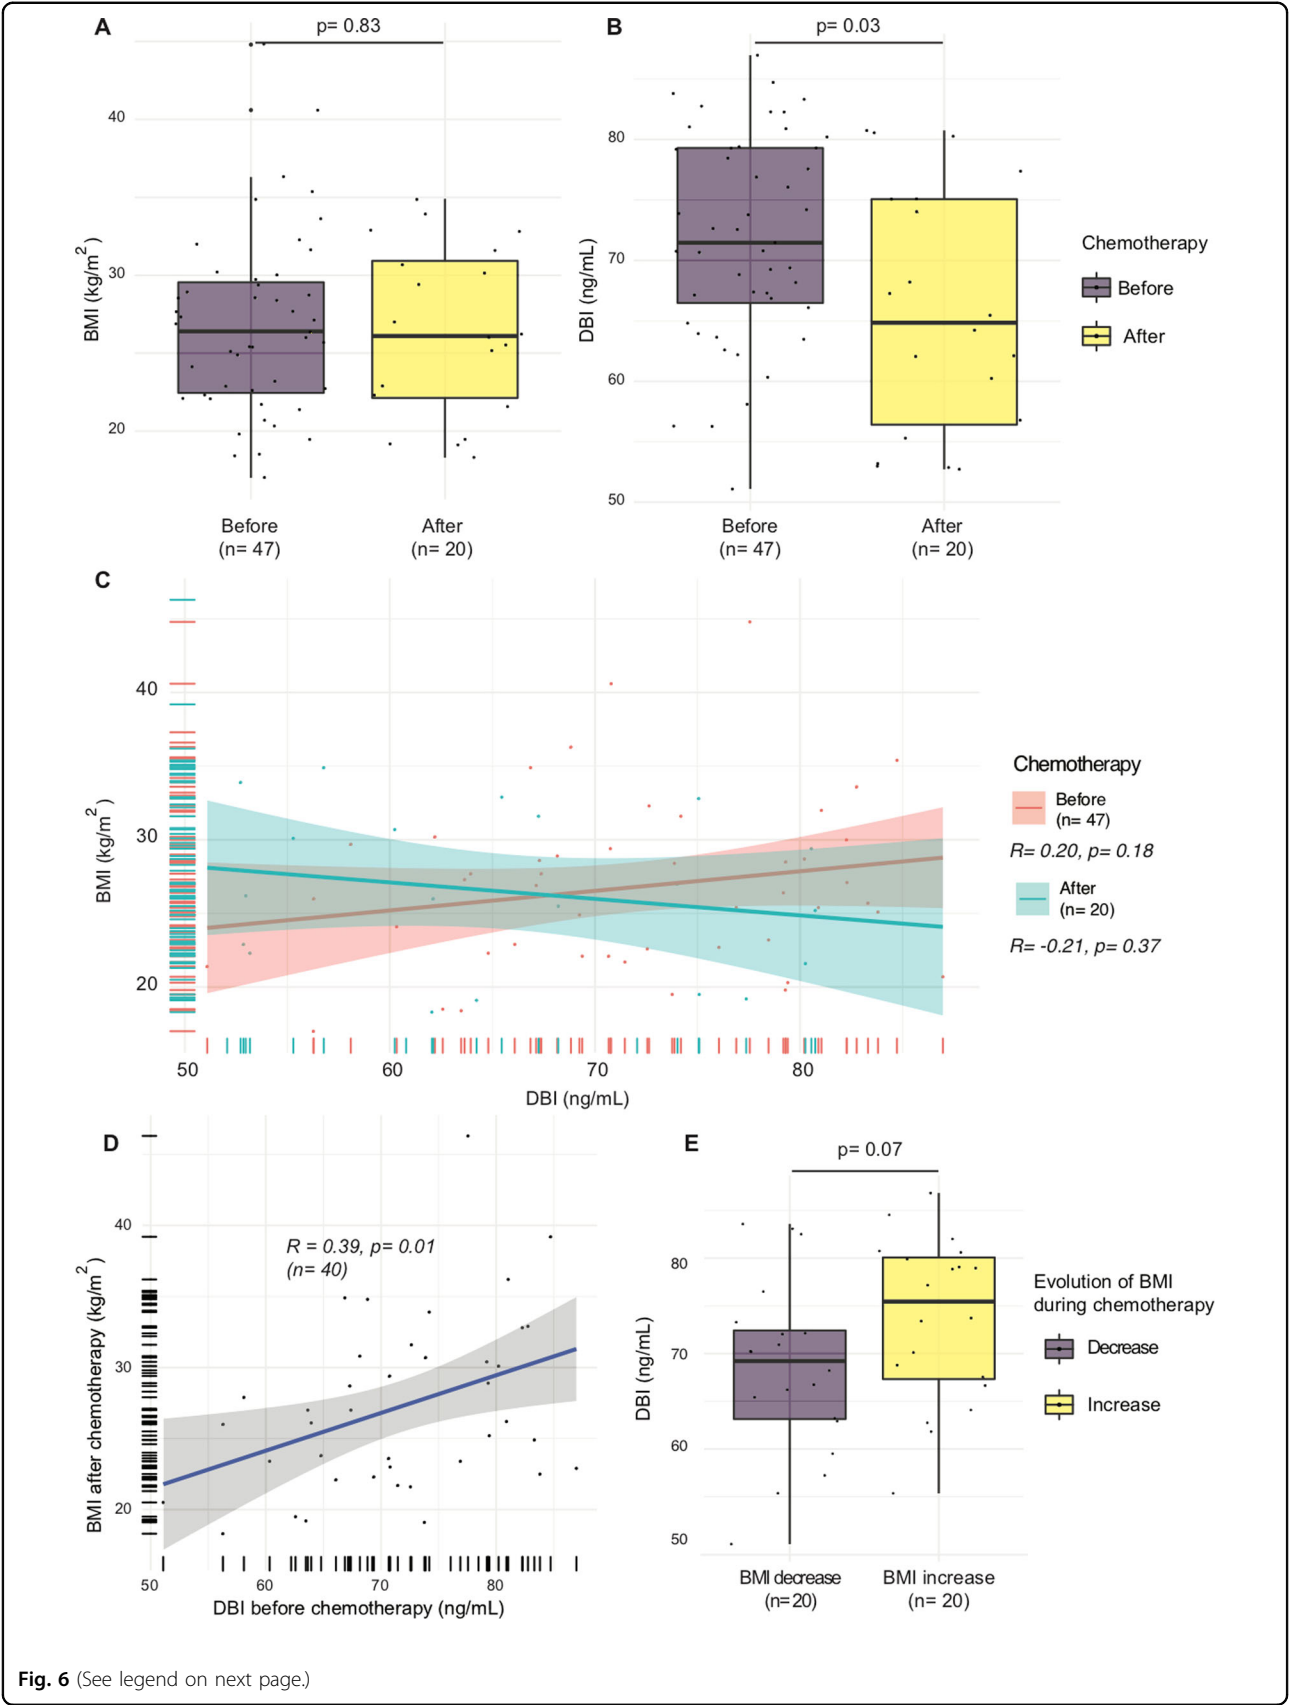 A
p= 0.83
40
30
20
BMI (kg/m²)
Before
(n= 47)
After
(n= 20)
B
p= 0.03
80
70
60
50
DBI (ng/mL)
Before
(n= 47)
After
(n= 20)
Chemotherapy
Before
After
C
40
30
20
BMI (kg/m²)
50 60 70 80
DBI (ng/mL)
Chemotherapy
Before
(n= 47)
R= 0.20, p= 0.18
After
(n= 20)
R= -0.21, p= 0.37
D
R = 0.39, p= 0.01
(n= 40)
40
30
20
BMI after chemotherapy (kg/m²)
50 60 70 80
DBI before chemotherapy (ng/mL)
E
p= 0.07
80
70
60
50
DBI (ng/mL)
BMI decrease
(n= 20)
BMI increase
(n= 20)
Evolution of BMI
during chemotherapy
Decrease
Increase
Fig. 6 (See legend on next page.)